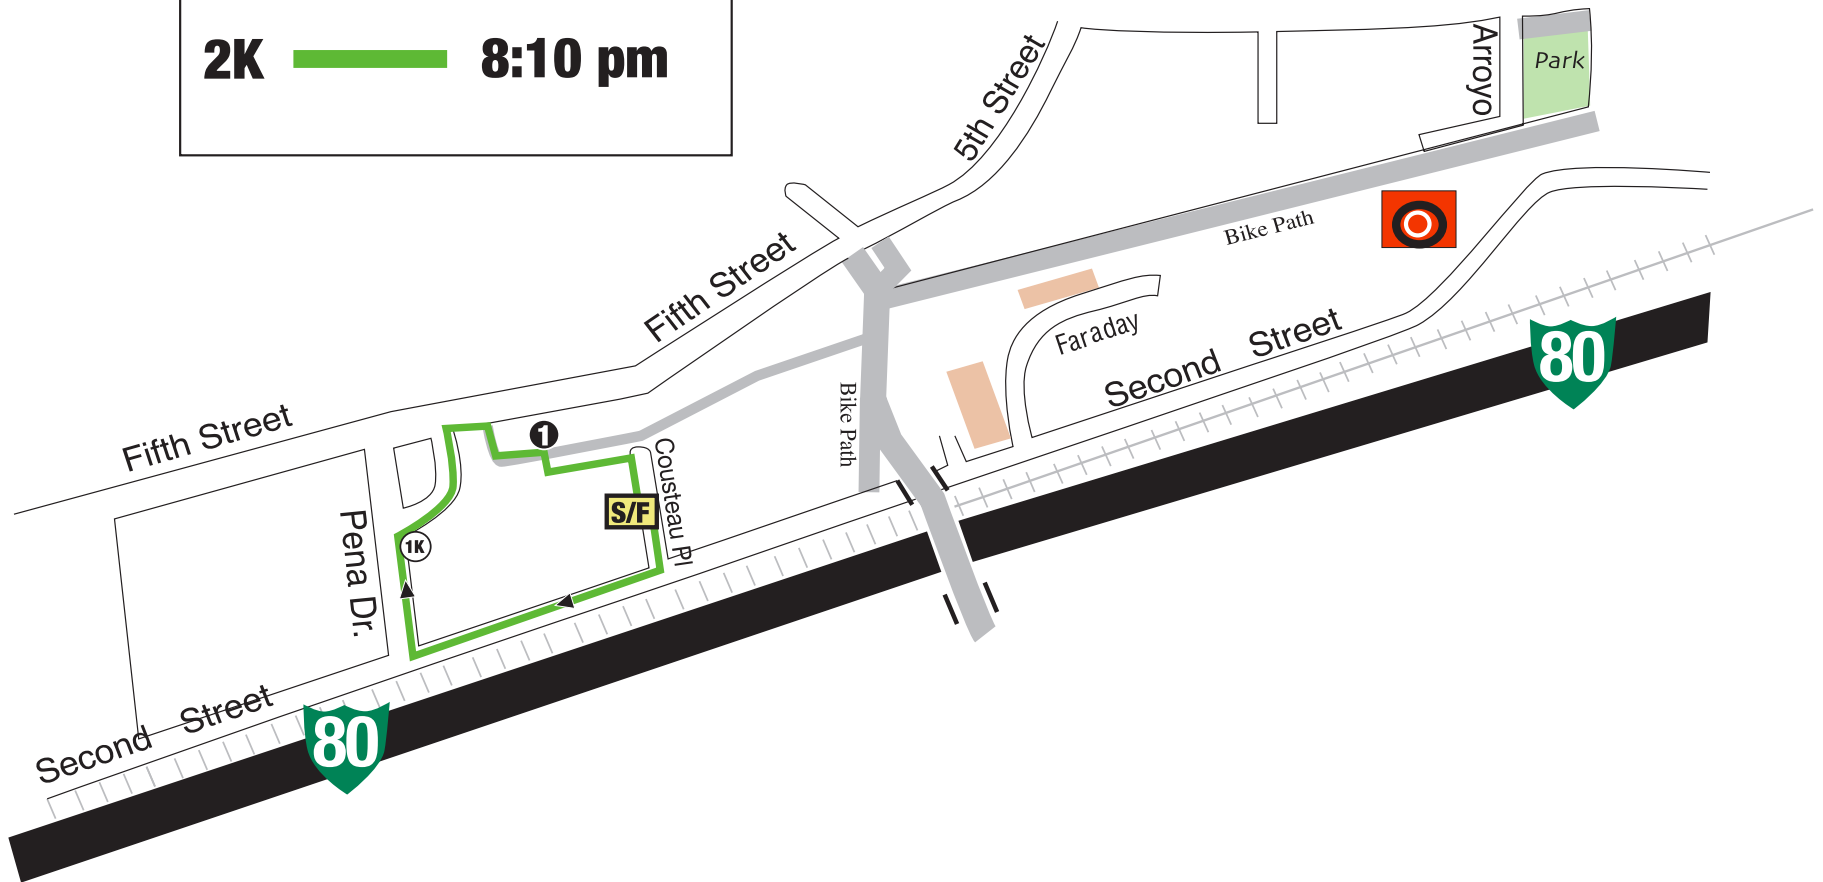 2K 8:10 pm
5th Street
Arroyo
Park
Bike Path
Fifth Street
Faraday
Second Street
80
Bike Path
Fifth Street
1
Cousteau Pl
S/F
Pena Dr.
1K
Second Street
80